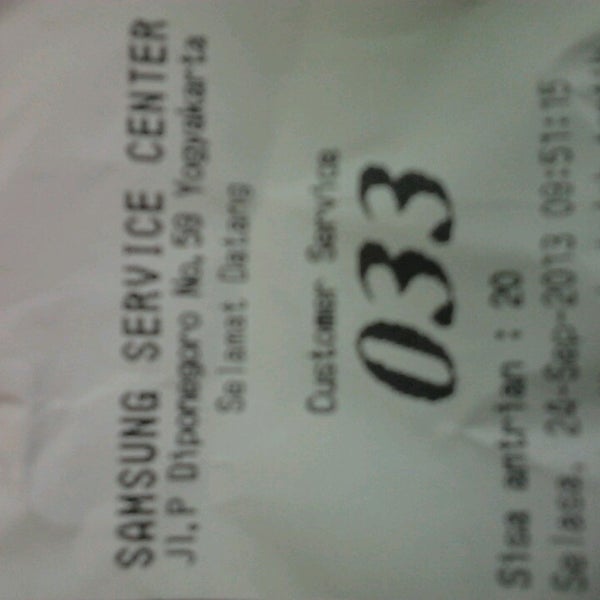 SAMSUNG SERVICE CENTER
Jl.P Diponegoro No.59 Yogyakarta
Selamat Datang
Customer Service
033
Sisa antrian : 20
Selasa, 24-Sep-2013 09:51:15